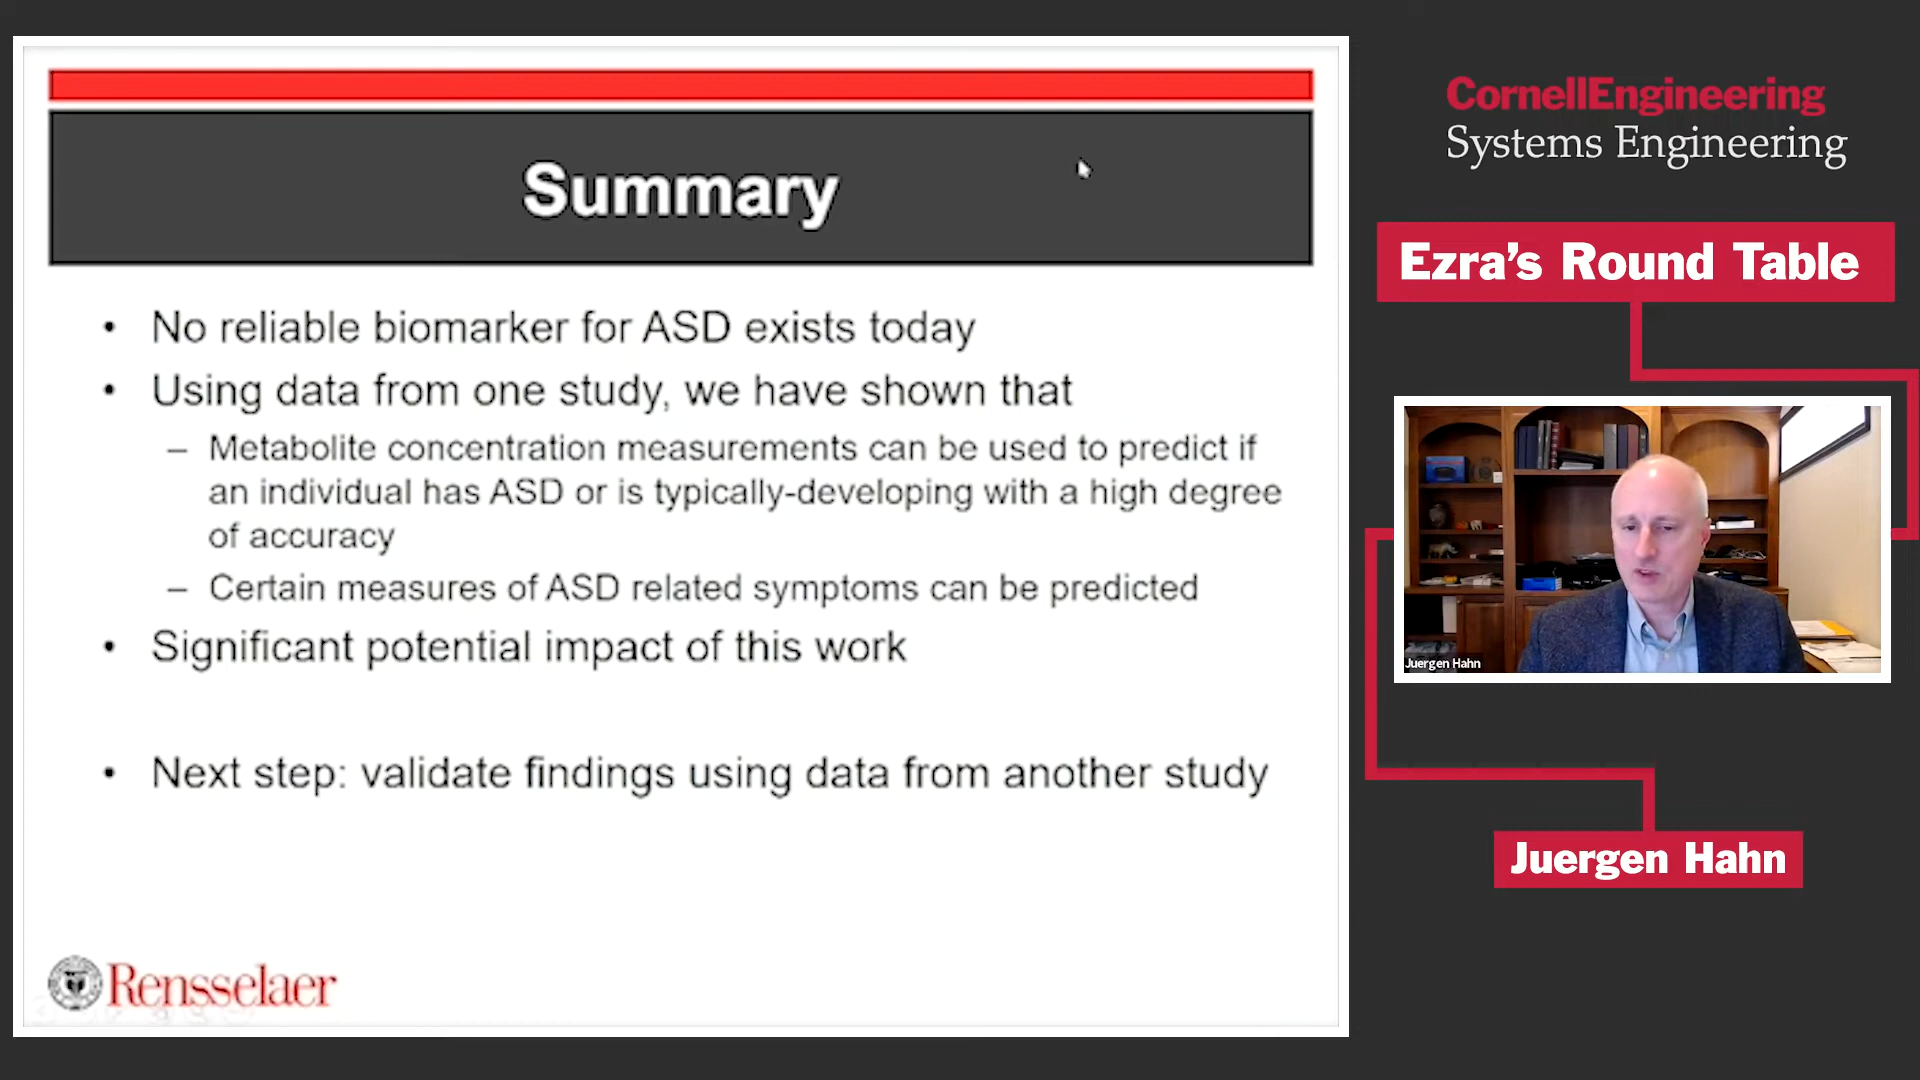 Summary
• No reliable biomarker for ASD exists today
• Using data from one study, we have shown that
– Metabolite concentration measurements can be used to predict if
an individual has ASD or is typically-developing with a high degree
of accuracy
– Certain measures of ASD related symptoms can be predicted
• Significant potential impact of this work
• Next step: validate findings using data from another study
Rensselaer
CornellEngineering
Systems Engineering
Ezra's Round Table
Juergen Hahn
Juergen Hahn